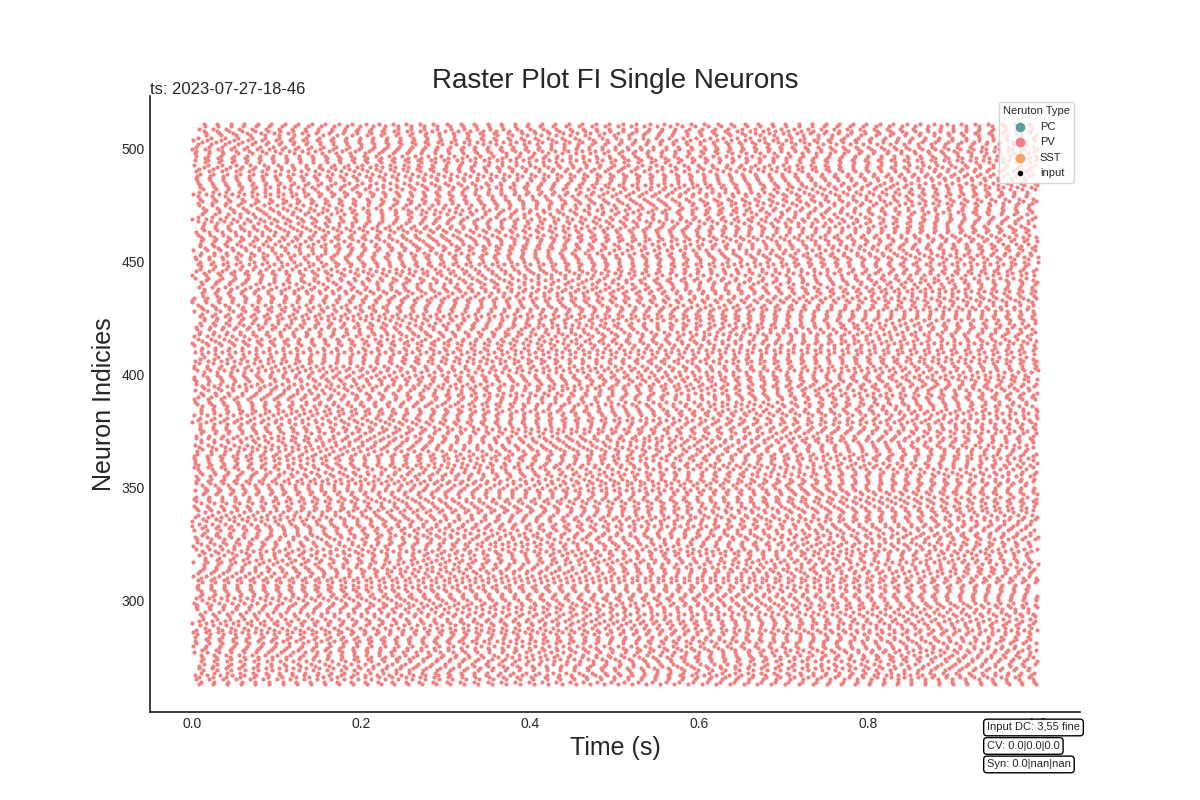 Raster Plot FI Single Neurons
ts: 2023-07-27-18-46
Neruton Type
PC
PV
SST
input
500
450
400
350
300
Neuron Indicies
0.0 0.2 0.4 0.6 0.8
Time (s)
Input DC: 3,55 fine
CV: 0.0|0.0|0.0
Syn: 0.0|nan|nan